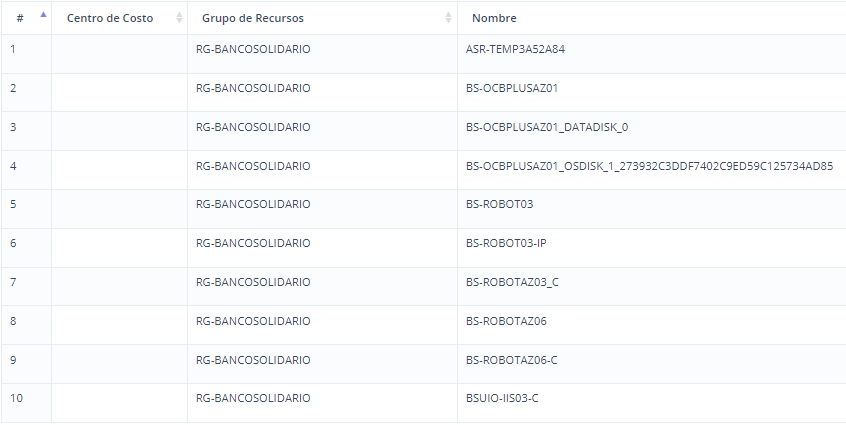 # Centro de Costo Grupo de Recursos Nombre
1 RG-BANCOSOLIDARIO ASR-TEMP3A52A84
2 RG-BANCOSOLIDARIO BS-OCBPLUSAZ01
3 RG-BANCOSOLIDARIO BS-OCBPLUSAZ01_DATADISK_0
4 RG-BANCOSOLIDARIO BS-OCBPLUSAZ01_OSDISK_1_273932C3DDF7402C9ED59C125734AD85
5 RG-BANCOSOLIDARIO BS-ROBOT03
6 RG-BANCOSOLIDARIO BS-ROBOT03-IP
7 RG-BANCOSOLIDARIO BS-ROBOTAZ03_C
8 RG-BANCOSOLIDARIO BS-ROBOTAZ06
9 RG-BANCOSOLIDARIO BS-ROBOTAZ06-C
10 RG-BANCOSOLIDARIO BSUIO-IIS03-C